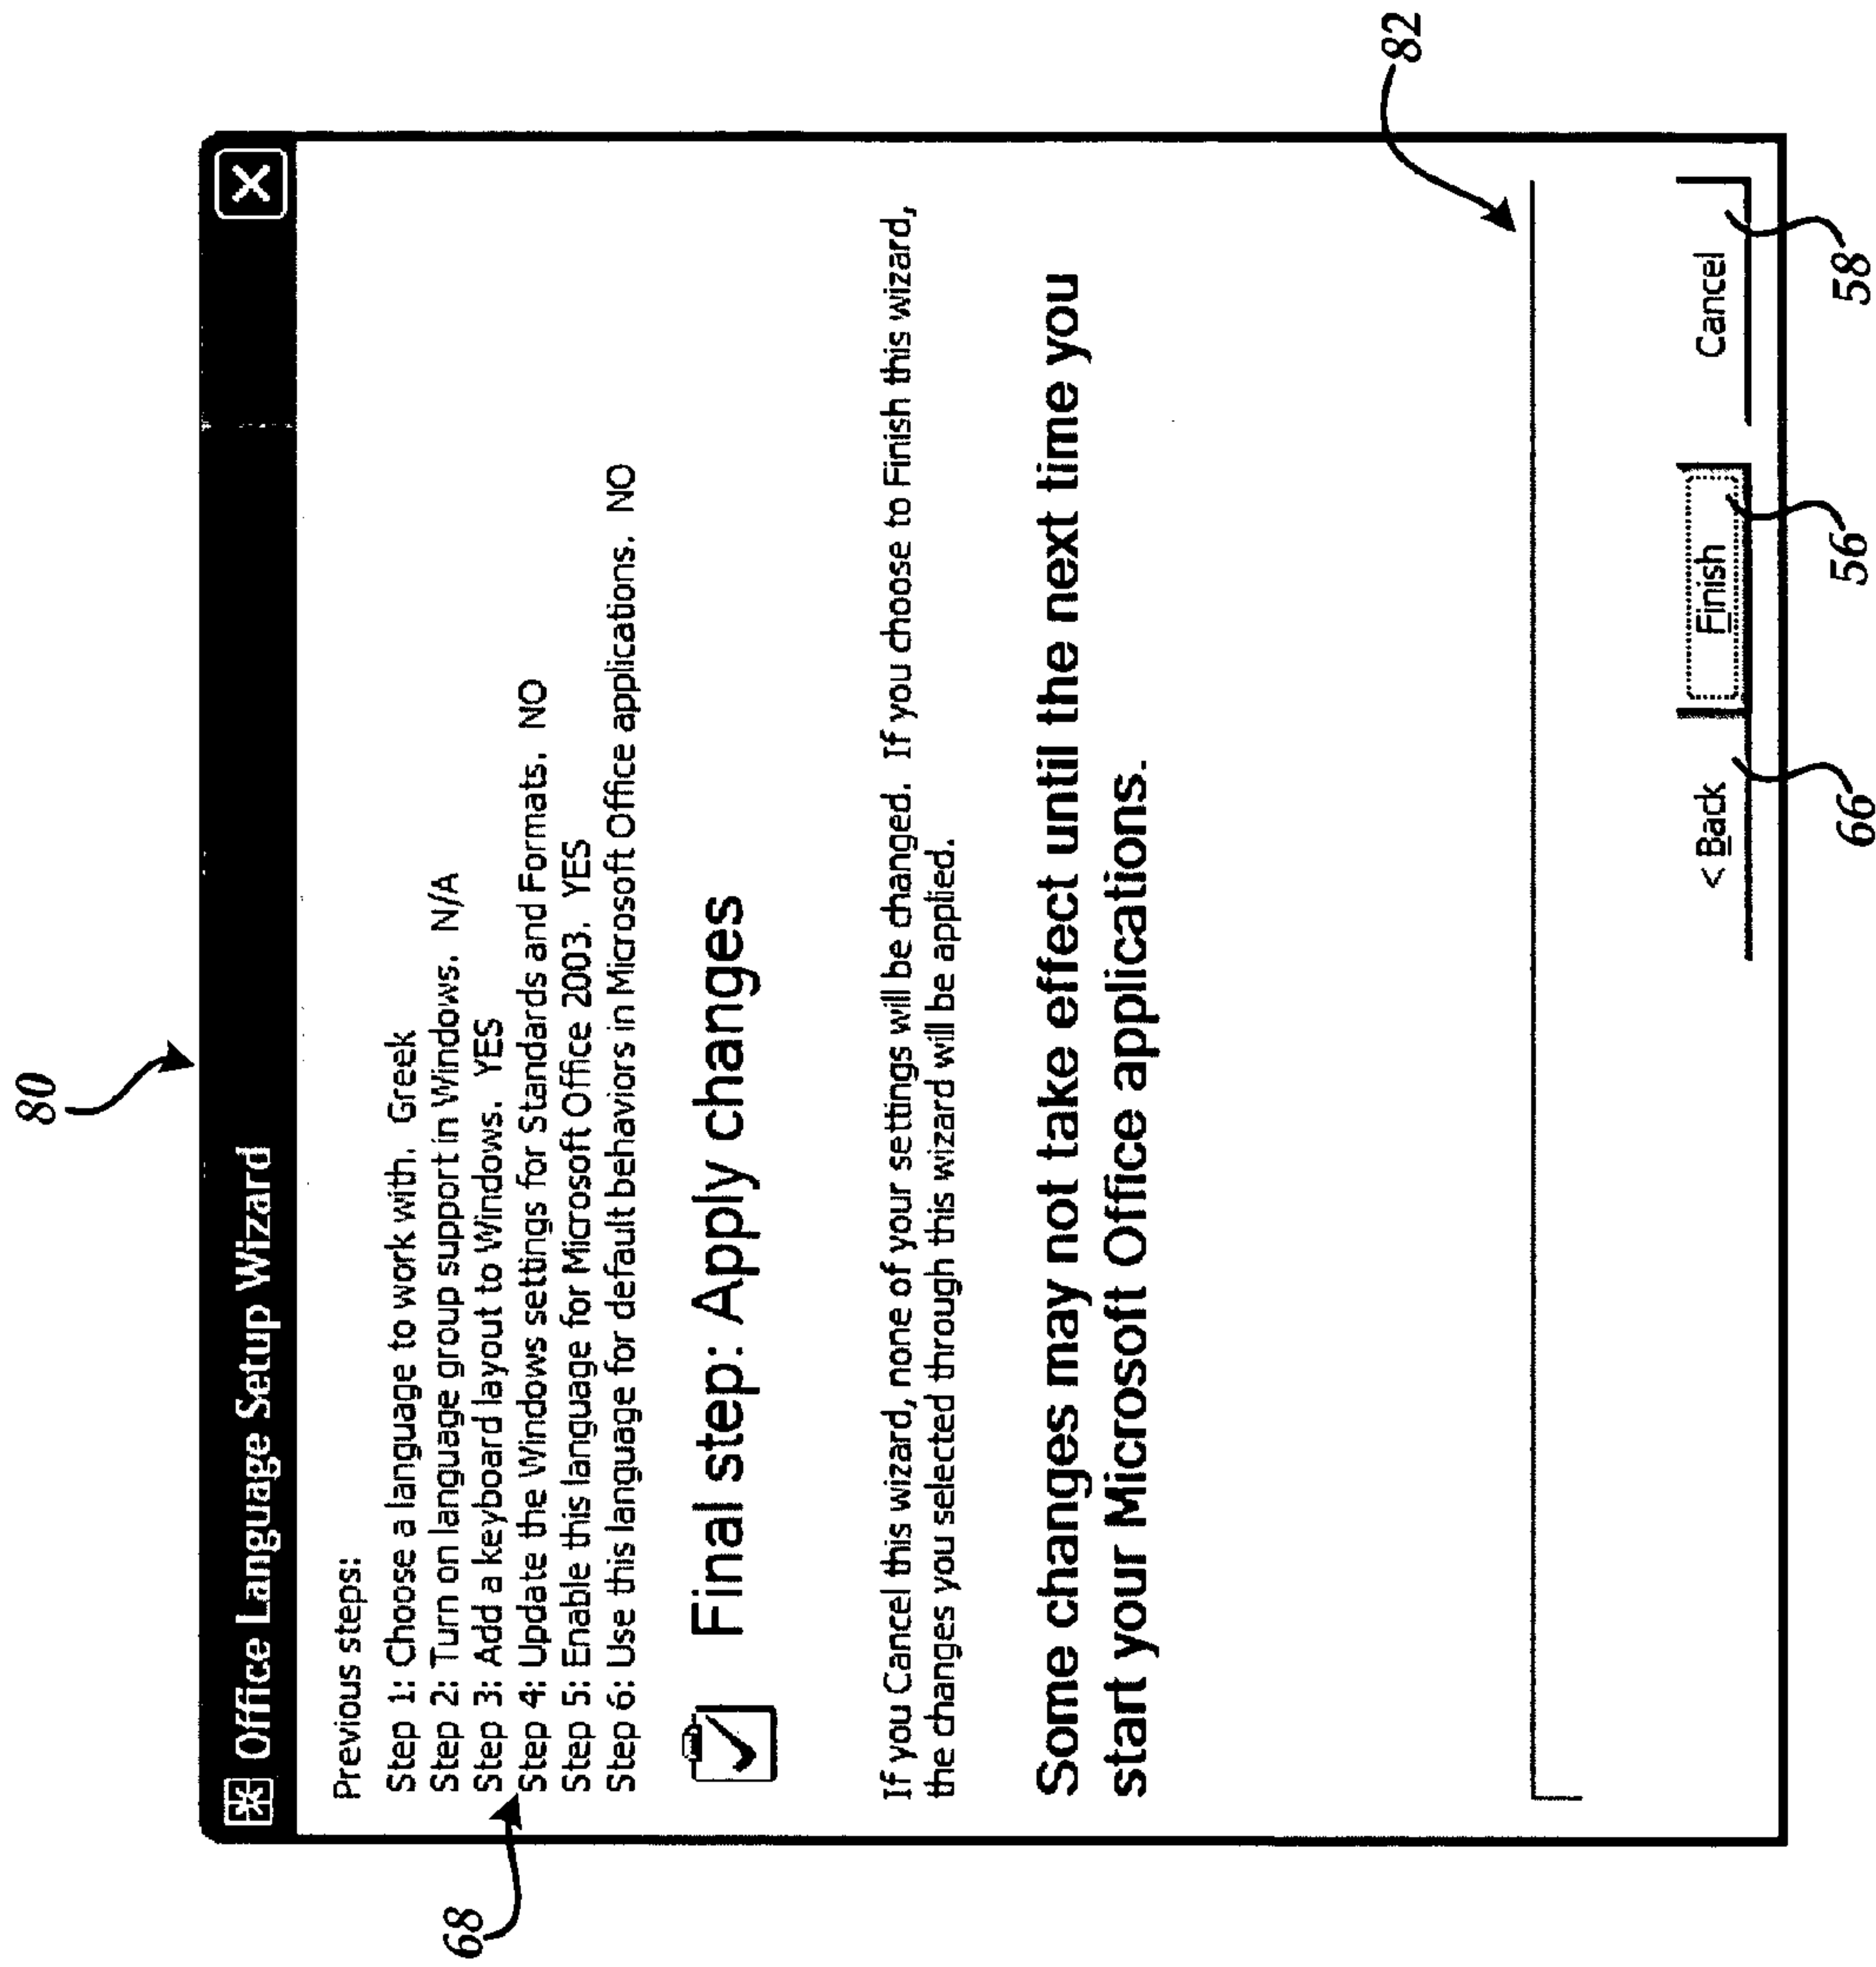 80
Office Language Setup Wizard
Previous steps:
Step 1: Choose a language to work with. Greek
Step 2: Turn on language group support in Windows. N/A
Step 3: Add a keyboard layout to Windows. YES
68
Step 4: Update the Windows settings for Standards and Formats. NO
Step 5: Enable this language for Microsoft Office 2003. YES
Step 6: Use this language for default behaviors in Microsoft Office applications. NO
Final step: Apply changes
If you Cancel this wizard, none of your settings will be changed. If you choose to Finish this wizard,
the changes you selected through this wizard will be applied.
Some changes may not take effect until the next time you
start your Microsoft Office applications.
82
< Back
Finish
Cancel
66
56
58